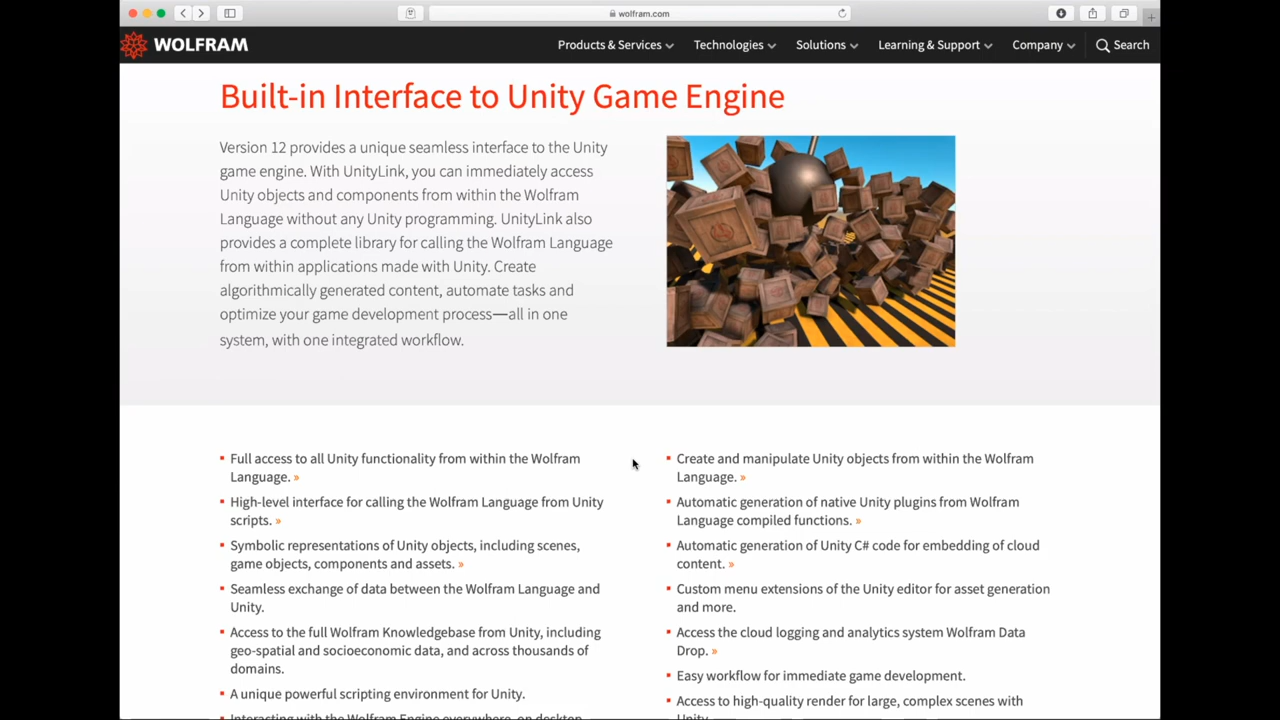 wolfram.com
WOLFRAM
Products & Services
Technologies
Solutions
Learning & Support
Company
Search
Built-in Interface to Unity Game Engine
Version 12 provides a unique seamless interface to the Unity
game engine. With UnityLink, you can immediately access
Unity objects and components from within the Wolfram
Language without any Unity programming. UnityLink also
provides a complete library for calling the Wolfram Language
from within applications made with Unity. Create
algorithmically generated content, automate tasks and
optimize your game development process—all in one
system, with one integrated workflow.
Full access to all Unity functionality from within the Wolfram
Language. »
High-level interface for calling the Wolfram Language from Unity
scripts. »
Symbolic representations of Unity objects, including scenes,
game objects, components and assets. »
Seamless exchange of data between the Wolfram Language and
Unity.
Access to the full Wolfram Knowledgebase from Unity, including
geo-spatial and socioeconomic data, and across thousands of
domains.
A unique powerful scripting environment for Unity.
Interacting with the Wolfram Engine everywhere, on desktop
Create and manipulate Unity objects from within the Wolfram
Language. »
Automatic generation of native Unity plugins from Wolfram
Language compiled functions. »
Automatic generation of Unity C# code for embedding of cloud
content. »
Custom menu extensions of the Unity editor for asset generation
and more.
Access the cloud logging and analytics system Wolfram Data
Drop. »
Easy workflow for immediate game development.
Access to high-quality render for large, complex scenes with
Unity.